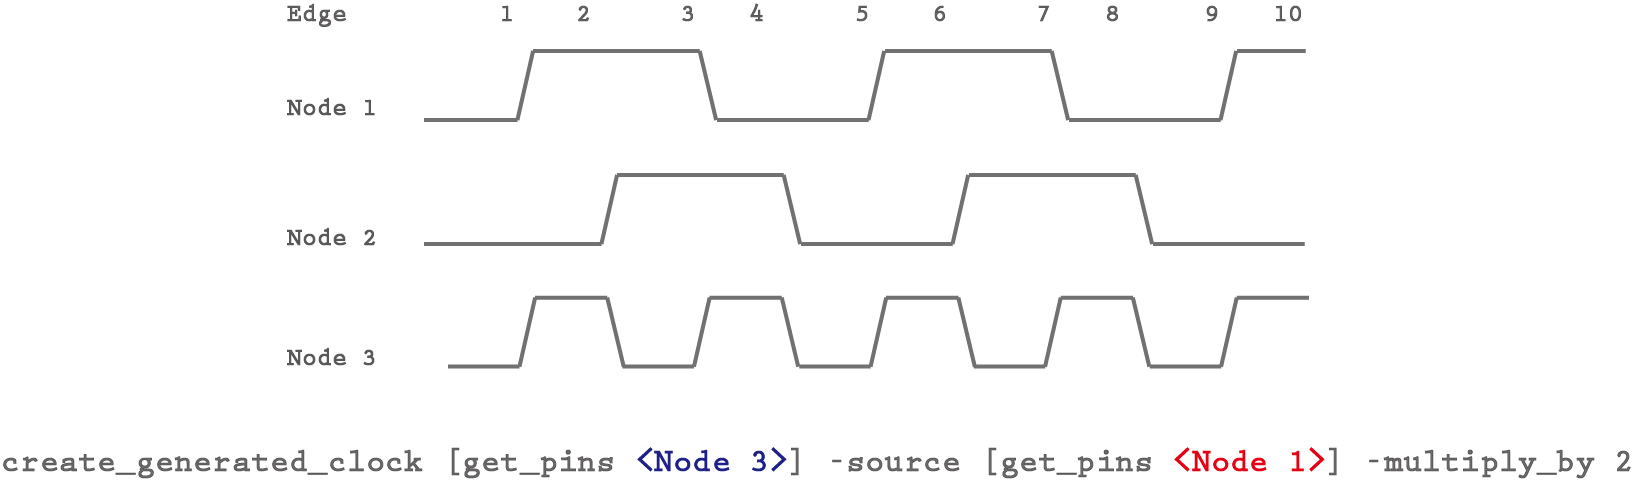 Edge 1 2 3 4 5 6 7 8 9 10
Node 1
Node 2
Node 3
create_generated_clock [get_pins <Node 3>] -source [get_pins <Node 1>] -multiply_by 2